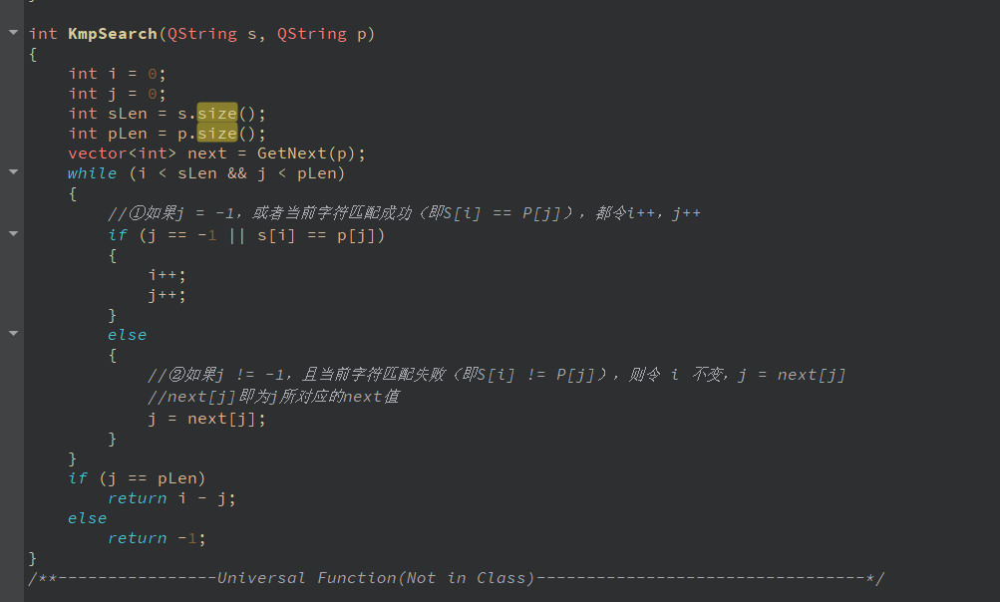 int KmpSearch(QString s, QString p)
{
    int i = 0;
    int j = 0;
    int sLen = s.size();
    int pLen = p.size();
    vector<int> next = GetNext(p);
    while (i < sLen && j < pLen)
    {
        //①如果j = -1，或者当前字符匹配成功（即S[i] == P[j]），都令i++，j++
        if (j == -1 || s[i] == p[j])
        {
            i++;
            j++;
        }
        else
        {
            //②如果j != -1，且当前字符匹配失败（即S[i] != P[j]），则令 i 不变，j = next[j]
            //next[j]即为j所对应的next值
            j = next[j];
        }
    }
    if (j == pLen)
        return i - j;
    else
        return -1;
}
/**----------------Universal Function(Not in Class)---------------------------------*/